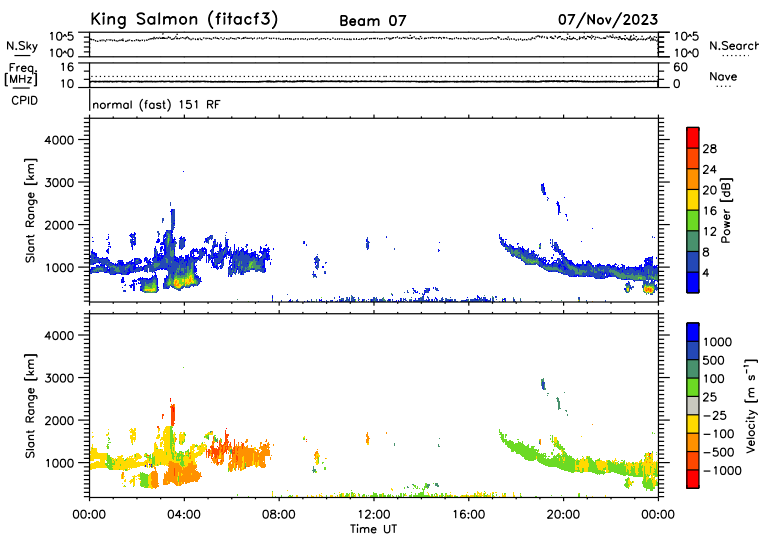 King Salmon (fitacf3) Beam 07 07/Nov/2023
N.Sky 10^5 10^0 10^5 10^0 N.Search
Freq. [MHz] 16 10 60 0 Nave
CPID normal (fast) 151 RF
Slant Range [km]
4000
3000
2000
1000
28
24
20
16
12
8
4
Power [dB]
Slant Range [km]
4000
3000
2000
1000
1000
500
100
25
-25
-100
-500
-1000
Velocity [m s⁻¹]
00:00 04:00 08:00 12:00 16:00 20:00 00:00
Time UT